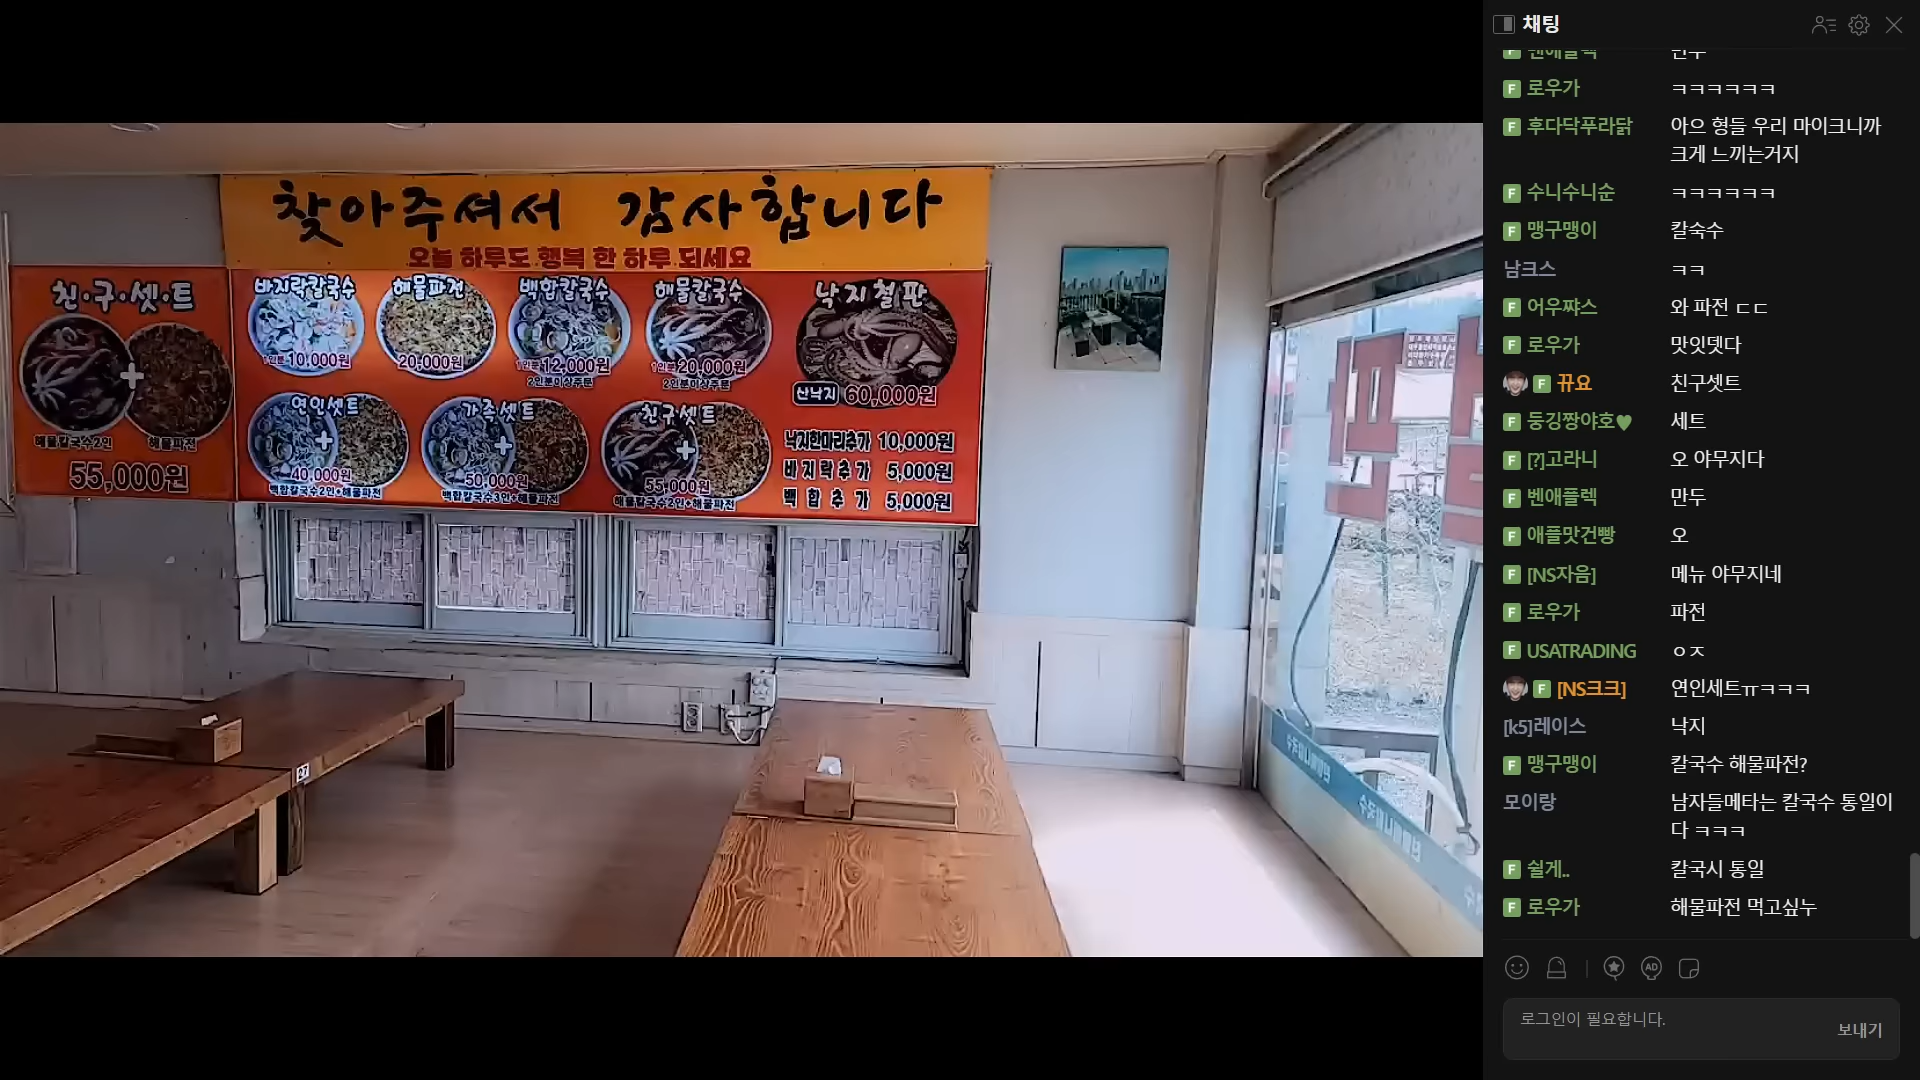 찾아주셔서 감사합니다
오늘 하루도 행복 한 하루 되세요
친·구·셋·트
해물칼국수2인
해물파전
55,000원
바지락칼국수
1인분 10,000원
해물파전
20,000원
백합칼국수
1인분 12,000원
2인분이상주문
해물칼국수
1인분 20,000원
2인분이상주문
낙지철판
산낙지 60,000원
연인셋트
40,000원
백합칼국수2인+해물파전
가족셋트
50,000원
백합칼국수3인+해물파전
친구셋트
55,000원
해물칼국수2인+해물파전
낙지한마리추가 10,000원
바지락추가 5,000원
백합추가 5,000원
27
채팅
F 로우가 ㅋㅋㅋㅋㅋㅋ
F 후다닥푸라닭 아으 형들 우리 마이크니까
크게 느끼는거지
F 수니수니순 ㅋㅋㅋㅋㅋㅋ
F 맹구맹이 칼숙수
남크스 ㅋㅋ
F 어우쨔스 와 파전 ㄷㄷ
F 로우가 맛잇뎃다
F 뀨요 친구셋트
F 둥깅짱야호♥ 세트
F [?]고라니 오 야무지다
F 벤애플렉 만두
F 애플맛건빵 오
F [NS자음] 메뉴 야무지네
F 로우가 파전
F USATRADING ㅇㅈ
F [NS크크] 연인세트ㅠㅋㅋㅋ
[k5]레이스 낙지
F 맹구맹이 칼국수 해물파전?
모이랑 남자들메타는 칼국수 통일이
다 ㅋㅋㅋ
F 쉴게.. 칼국시 통일
F 로우가 해물파전 먹고싶누
AD
로그인이 필요합니다.
보내기